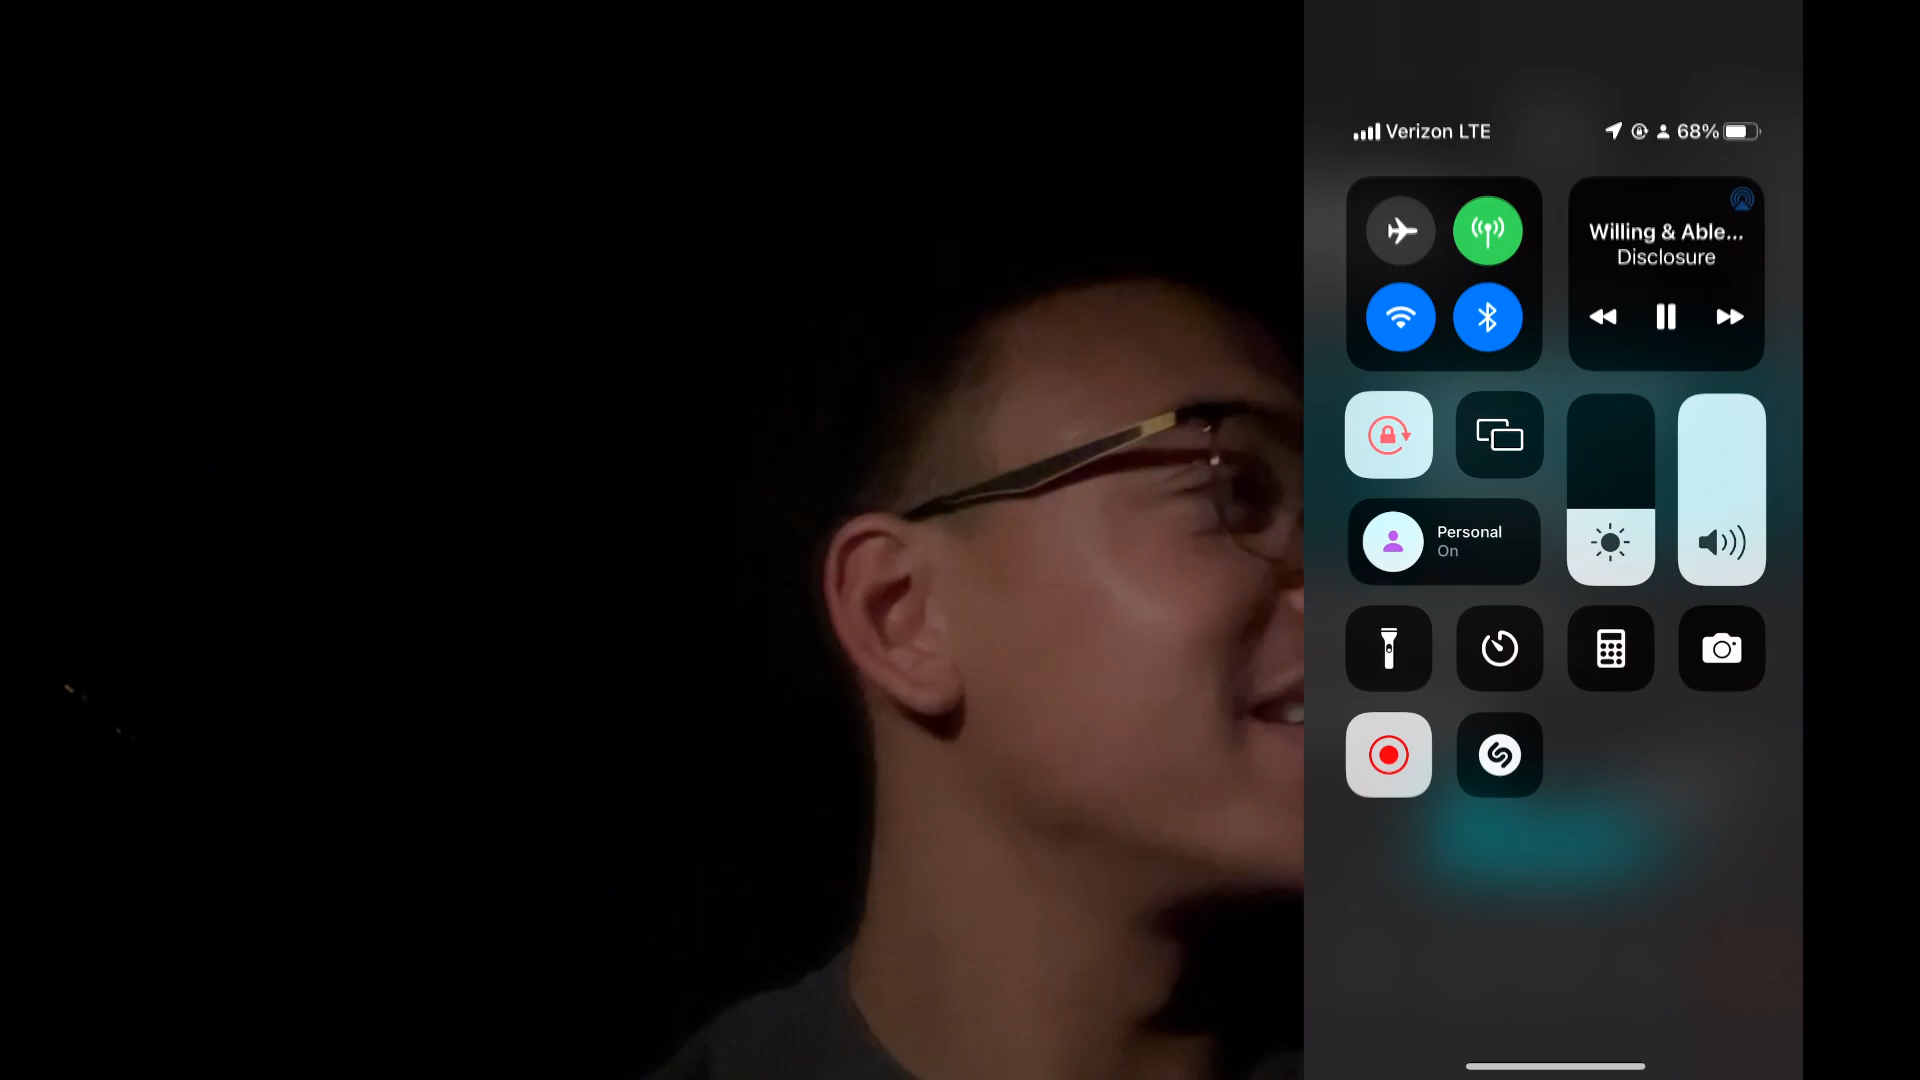 Verizon LTE
68%
Willing & Able...
Disclosure
Personal
On